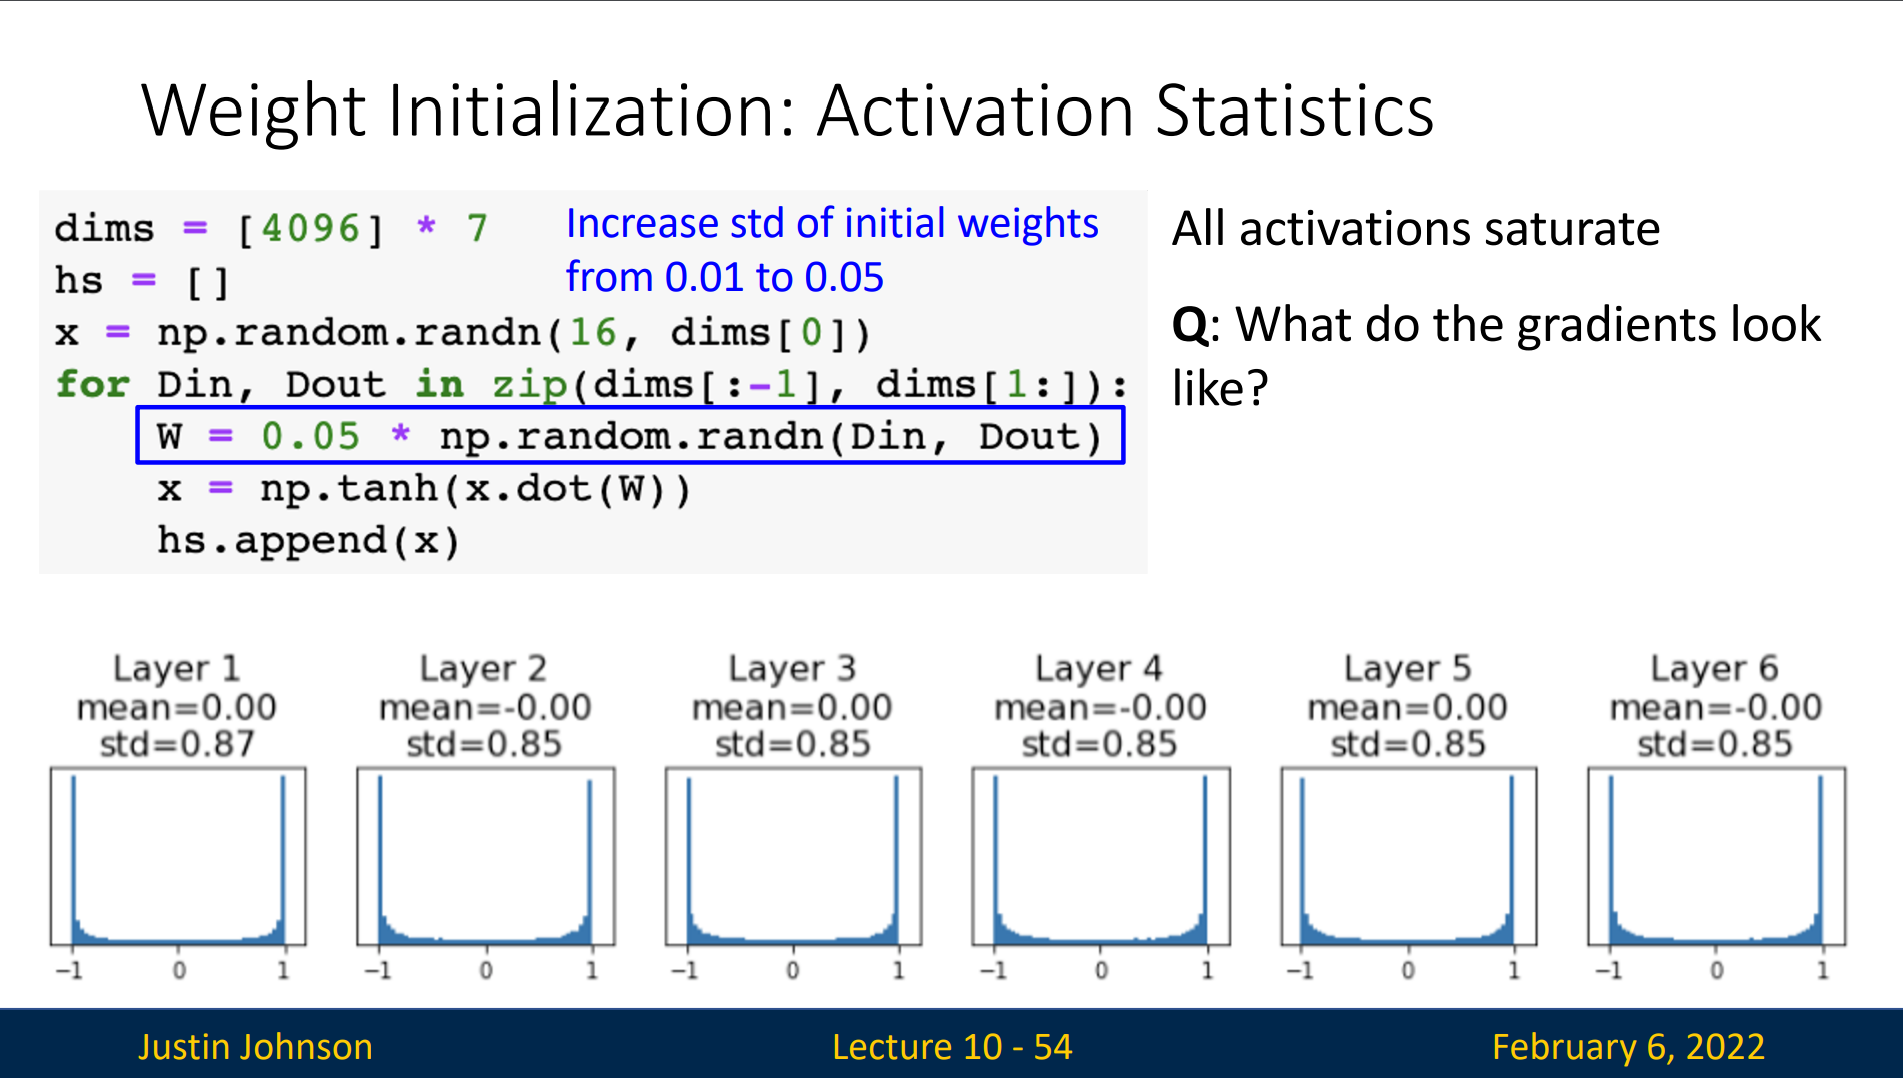 Weight Initialization: Activation Statistics
dims = [4096] * 7
hs = []
x = np.random.randn(16, dims[0])
for Din, Dout in zip(dims[:-1], dims[1:]):
    W = 0.05 * np.random.randn(Din, Dout)
    x = np.tanh(x.dot(W))
    hs.append(x)
Increase std of initial weights
from 0.01 to 0.05
All activations saturate
Q: What do the gradients look
like?
Layer 1
mean=0.00
std=0.87
−1 0 1
Layer 2
mean=-0.00
std=0.85
−1 0 1
Layer 3
mean=0.00
std=0.85
−1 0 1
Layer 4
mean=-0.00
std=0.85
−1 0 1
Layer 5
mean=0.00
std=0.85
−1 0 1
Layer 6
mean=-0.00
std=0.85
−1 0 1
Justin Johnson
Lecture 10 - 54
February 6, 2022